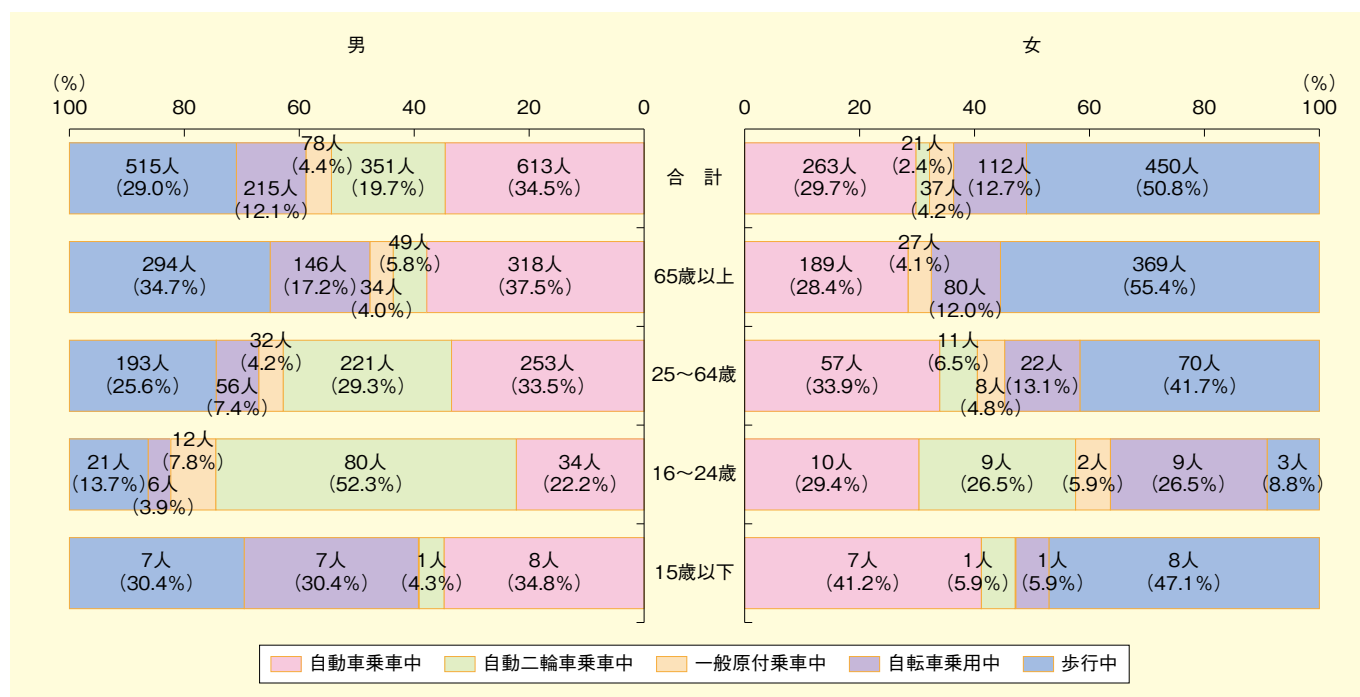 男
女
（%）
100 80 60 40 20 0
（%）
0 20 40 60 80 100
合　計
515人
（29.0%）
215人
（12.1%）
78人
（4.4%）
351人
（19.7%）
613人
（34.5%）
263人
（29.7%）
21人
（2.4%）
37人
（4.2%）
112人
（12.7%）
450人
（50.8%）
65歳以上
294人
（34.7%）
146人
（17.2%）
34人
（4.0%）
49人
（5.8%）
318人
（37.5%）
189人
（28.4%）
27人
（4.1%）
80人
（12.0%）
369人
（55.4%）
25～64歳
193人
（25.6%）
56人
（7.4%）
32人
（4.2%）
221人
（29.3%）
253人
（33.5%）
57人
（33.9%）
11人
（6.5%）
8人
（4.8%）
22人
（13.1%）
70人
（41.7%）
16～24歳
21人
（13.7%）
6人
（3.9%）
12人
（7.8%）
80人
（52.3%）
34人
（22.2%）
10人
（29.4%）
9人
（26.5%）
2人
（5.9%）
9人
（26.5%）
3人
（8.8%）
15歳以下
7人
（30.4%）
7人
（30.4%）
1人
（4.3%）
8人
（34.8%）
7人
（41.2%）
1人
（5.9%）
1人
（5.9%）
8人
（47.1%）
自動車乗車中 自動二輪車乗車中 一般原付乗車中 自転車乗用中 歩行中